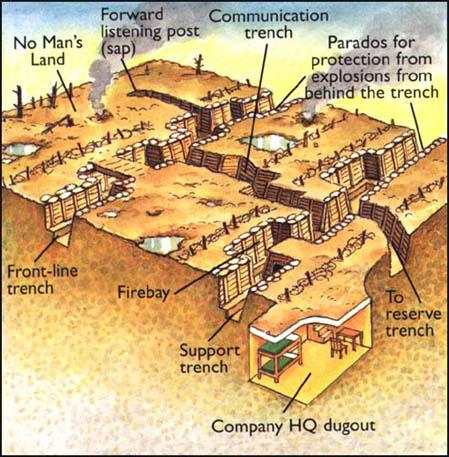 No Man's
Land
Forward
listening post
(sap)
Communication
trench
Parados for
protection from
explosions from
behind the trench
Front-line
trench
Firebay
Support
trench
To
reserve
trench
Company HQ dugout